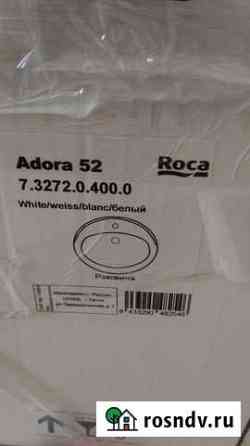 Adora 52
Roca
7.3272.0.400.0
White/weiss/blanc/белый
Раковина
rosndv.ru